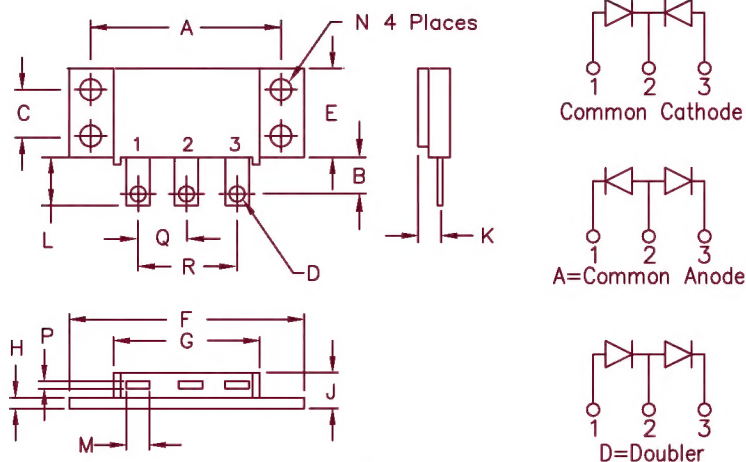 A
N 4 Places
C
E
1 2 3
B
L
Q
K
R
D
F
P
G
H
J
M
1 2 3
Common Cathode
1 2 3
A=Common Anode
1 2 3
D=Doubler